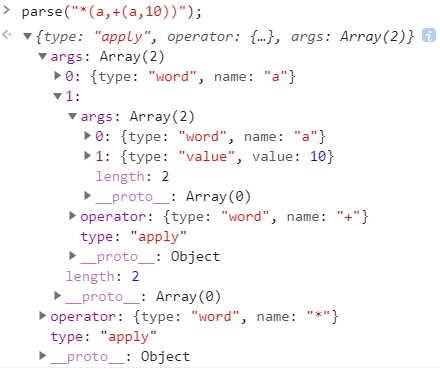 > parse("*(a,+(a,10))");
{type: "apply", operator: {…}, args: Array(2)} i
▼ args: Array(2)
▶ 0: {type: "word", name: "a"}
▼ 1:
▼ args: Array(2)
▶ 0: {type: "word", name: "a"}
▶ 1: {type: "value", value: 10}
length: 2
▶ __proto__: Array(0)
▶ operator: {type: "word", name: "+"}
type: "apply"
▶ __proto__: Object
length: 2
▶ __proto__: Array(0)
▶ operator: {type: "word", name: "*"}
type: "apply"
▶ __proto__: Object